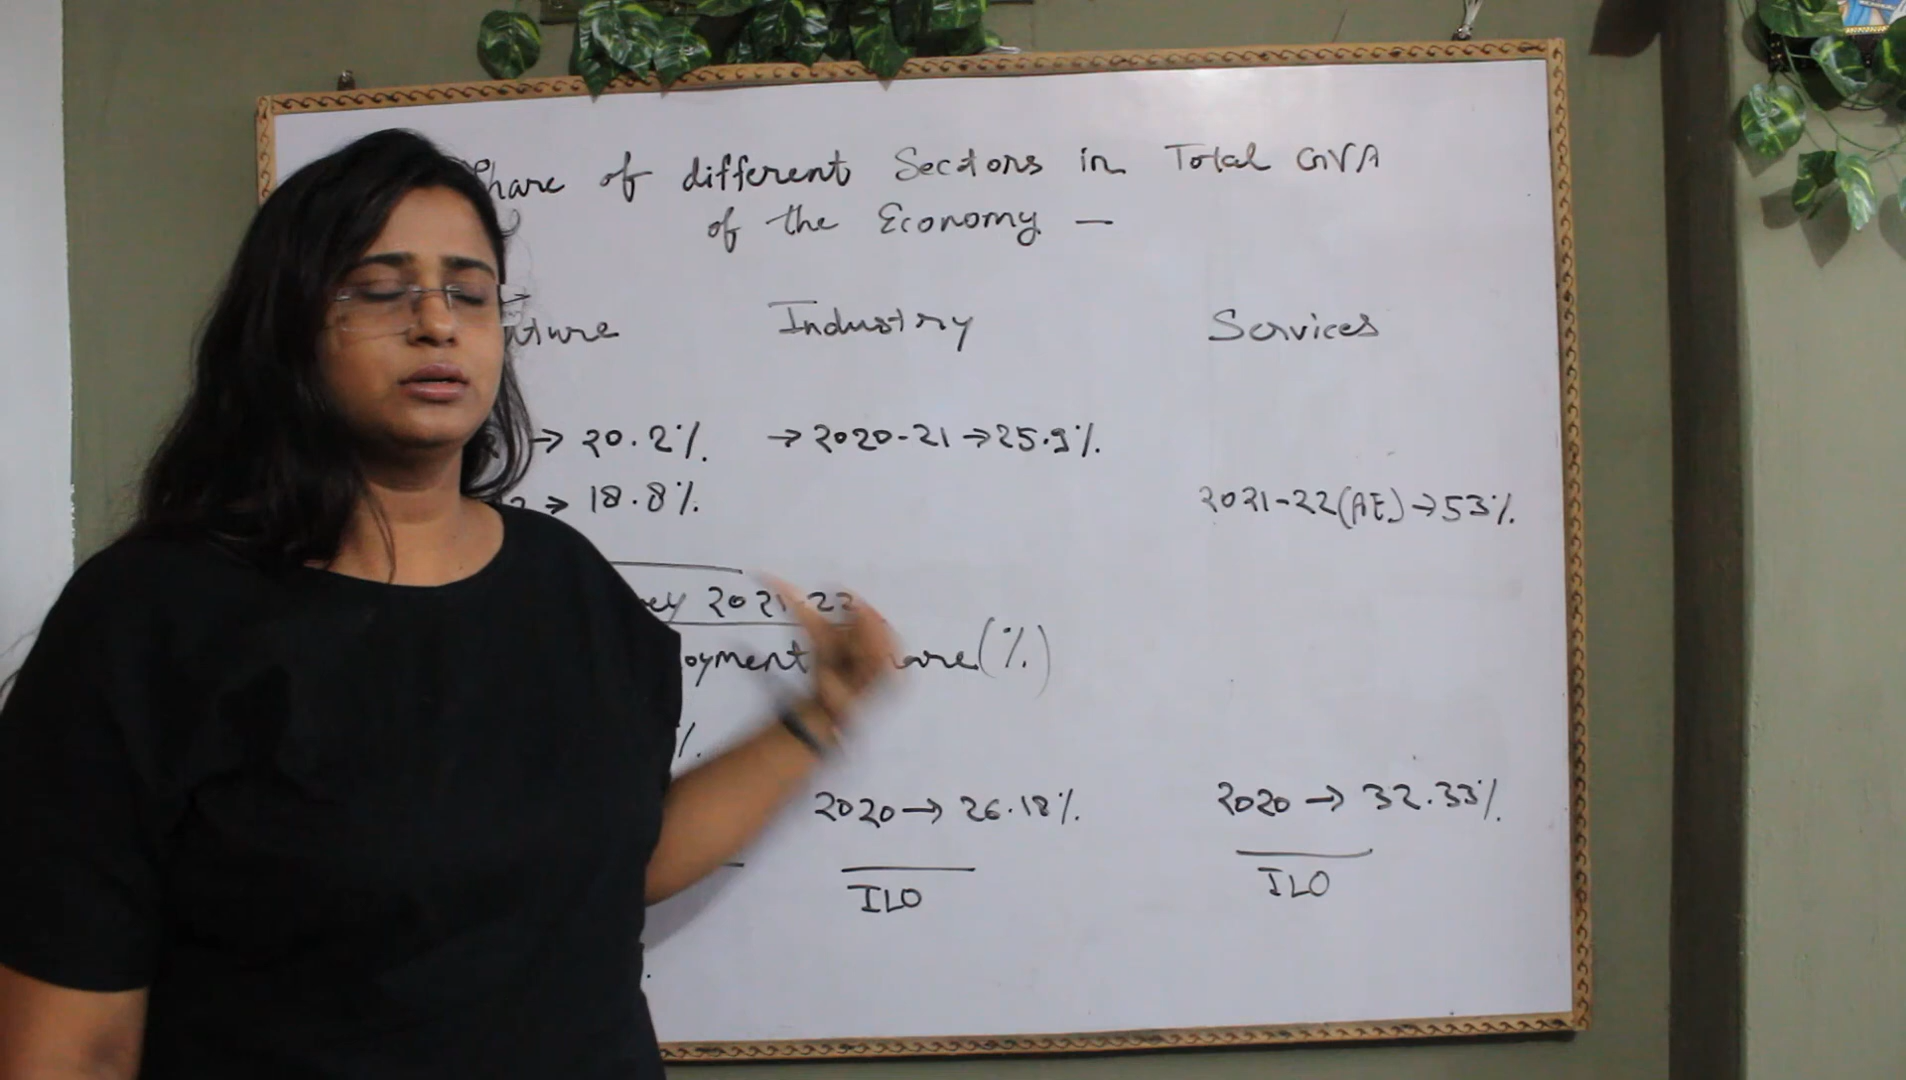 Share of different Sectors in Total GVA
of the Economy —
Industry
Services
→ 20.2%.
→ 2020-21 → 25.9%.
→ 18.8%.
2021-22 (AE) → 53%.
2021-22
(%)
%.
2020 → 26.18%.
2020 → 32.33%.
ILO
ILO